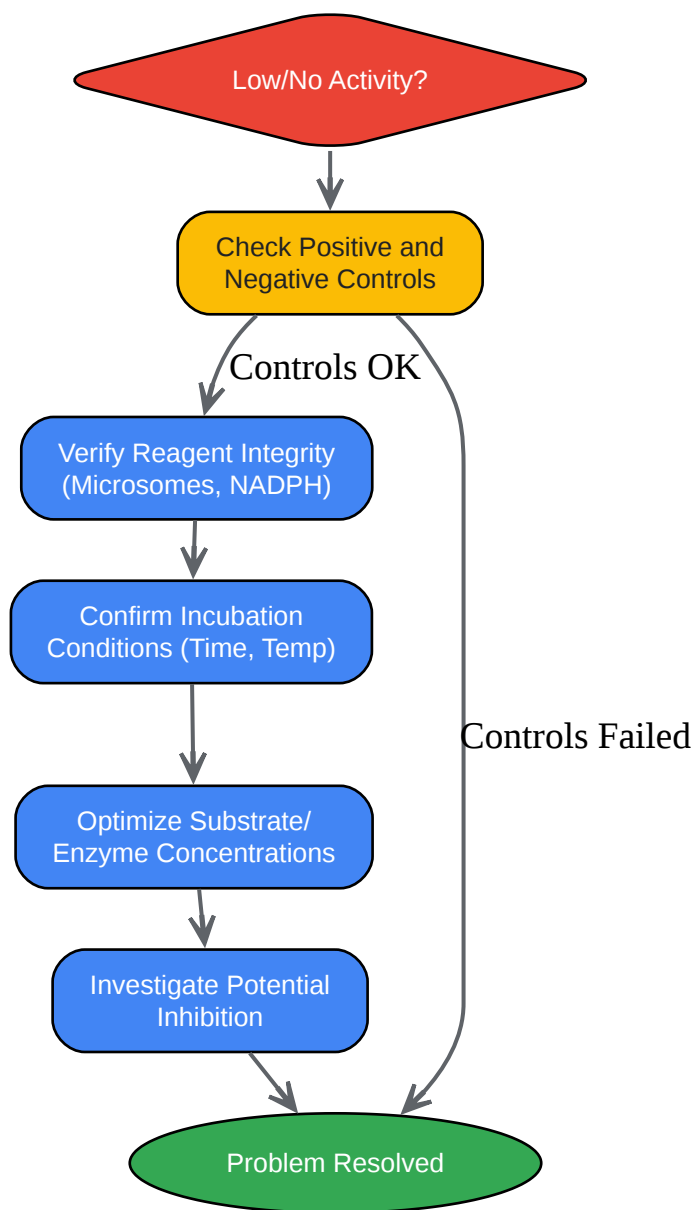 Low/No Activity?
Check Positive and
Negative Controls
Controls OK
Verify Reagent Integrity
(Microsomes, NADPH)
Confirm Incubation
Conditions (Time, Temp)
Controls Failed
Optimize Substrate/
Enzyme Concentrations
Investigate Potential
Inhibition
Problem Resolved